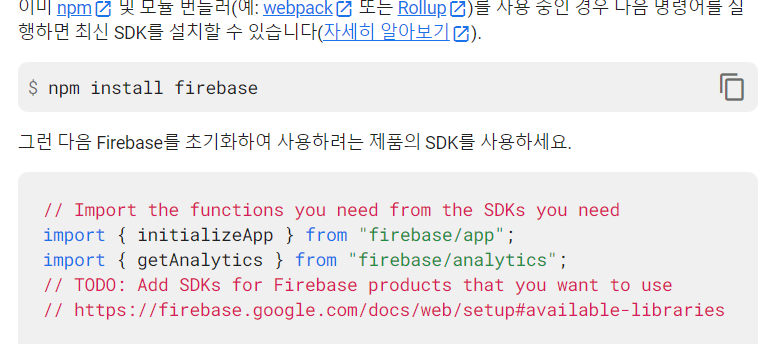 이미 npm 및 모듈 번들러(예: webpack 또는 Rollup)를 사용 중인 경우 다음 명령어를 실
행하면 최신 SDK를 설치할 수 있습니다(자세히 알아보기).
$ npm install firebase
그런 다음 Firebase를 초기화하여 사용하려는 제품의 SDK를 사용하세요.
// Import the functions you need from the SDKs you need
import { initializeApp } from "firebase/app";
import { getAnalytics } from "firebase/analytics";
// TODO: Add SDKs for Firebase products that you want to use
// https://firebase.google.com/docs/web/setup#available-libraries